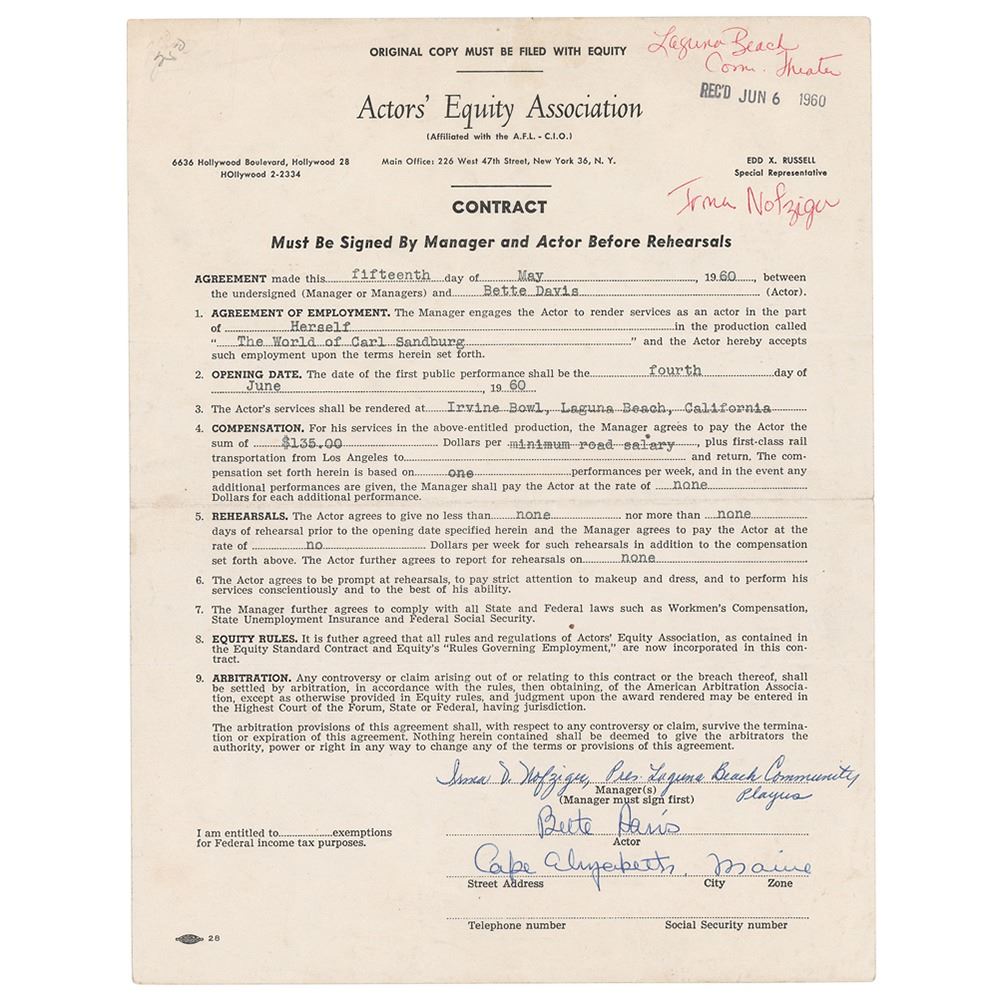 ORIGINAL COPY MUST BE FILED WITH EQUITY
Laguna Beach
Com. Theater
REC'D JUN 6 1960
Actors' Equity Association
(Affiliated with the A.F.L. - C.I.O.)
6636 Hollywood Boulevard, Hollywood 28
HOllywood 2-2334
Main Office: 226 West 47th Street, New York 36, N. Y.
EDD X. RUSSELL
Special Representative
CONTRACT
Irma Nofziger
Must Be Signed By Manager and Actor Before Rehearsals
AGREEMENT made this fifteenth day of May, 1960, between
the undersigned (Manager or Managers) and Bette Davis (Actor).
1. AGREEMENT OF EMPLOYMENT. The Manager engages the Actor to render services as an actor in the part
of Herself in the production called
"The World of Carl Sandburg" and the Actor hereby accepts
such employment upon the terms herein set forth.
2. OPENING DATE. The date of the first public performance shall be the fourth day of
June, 1960
3. The Actor's services shall be rendered at Irvine Bowl, Laguna Beach, California
4. COMPENSATION. For his services in the above-entitled production, the Manager agrees to pay the Actor the
sum of $135.00 Dollars per minimum road salary, plus first-class rail
transportation from Los Angeles to and return. The com-
pensation set forth herein is based on one performances per week, and in the event any
additional performances are given, the Manager shall pay the Actor at the rate of none
Dollars for each additional performance.
5. REHEARSALS. The Actor agrees to give no less than none nor more than none
days of rehearsal prior to the opening date specified herein and the Manager agrees to pay the Actor at the
rate of no Dollars per week for such rehearsals in addition to the compensation
set forth above. The Actor further agrees to report for rehearsals on none
6. The Actor agrees to be prompt at rehearsals, to pay strict attention to makeup and dress, and to perform his
services conscientiously and to the best of his ability.
7. The Manager further agrees to comply with all State and Federal laws such as Workmen's Compensation,
State Unemployment Insurance and Federal Social Security.
8. EQUITY RULES. It is futher agreed that all rules and regulations of Actors' Equity Association, as contained in
the Equity Standard Contract and Equity's "Rules Governing Employment," are now incorporated in this con-
tract.
9. ARBITRATION. Any controversy or claim arising out of or relating to this contract or the breach thereof, shall
be settled by arbitration, in accordance with the rules, then obtaining, of the American Arbitration Associa-
tion, except as otherwise provided in Equity rules, and judgment upon the award rendered may be entered in
the Highest Court of the Forum, State or Federal, having jurisdiction.
The arbitration provisions of this agreement shall, with respect to any controversy or claim, survive the termina-
tion or expiration of this agreement. Nothing herein contained shall be deemed to give the arbitrators the
authority, power or right in any way to change any of the terms or provisions of this agreement.
Irma D. Nofziger, Pres. Laguna Beach Community
Players
Manager(s)
(Manager must sign first)
Bette Davis
Actor
I am entitled to exemptions
for Federal income tax purposes.
Cape Elizabeth, Maine
Street Address City Zone
Telephone number Social Security number
28